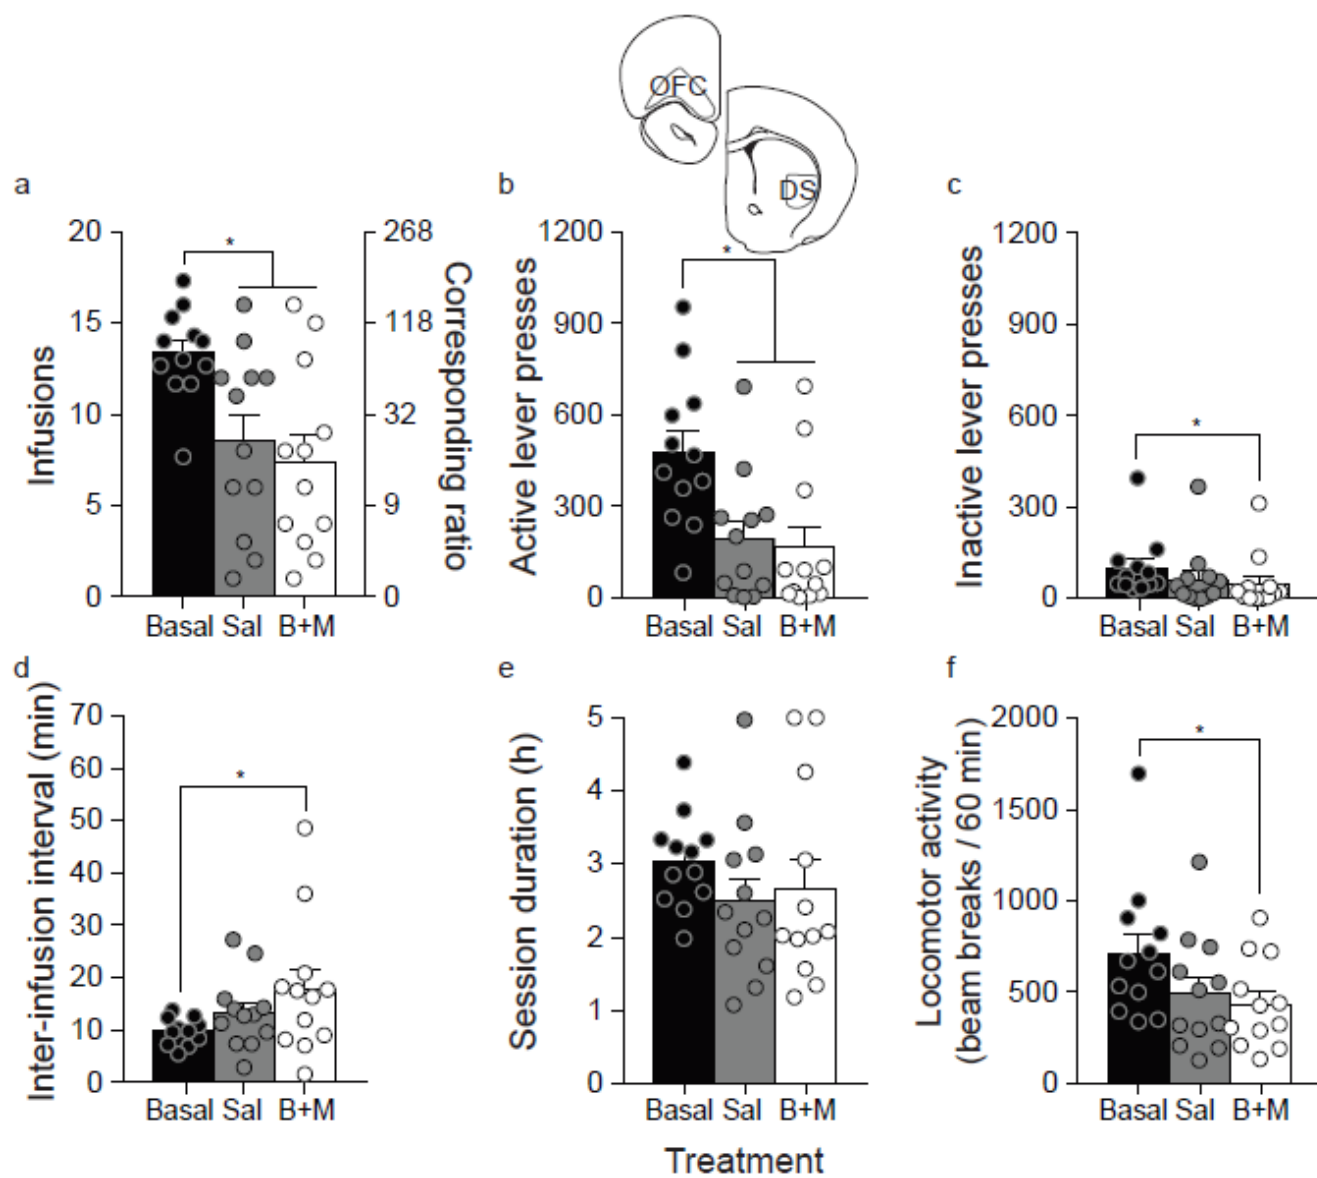 OFC
DS
a
20
15
10
5
0
Infusions
*
268
118
32
9
0
Corresponding ratio
Basal Sal B+M
b
1200
900
600
300
0
Active lever presses
*
Basal Sal B+M
c
1200
900
600
300
0
Inactive lever presses
*
Basal Sal B+M
d
70
60
50
40
30
20
10
0
Inter-infusion interval (min)
*
Basal Sal B+M
e
5
4
3
2
1
0
Session duration (h)
Basal Sal B+M
f
2000
1500
1000
500
0
Locomotor activity
(beam breaks / 60 min)
*
Basal Sal B+M
Treatment